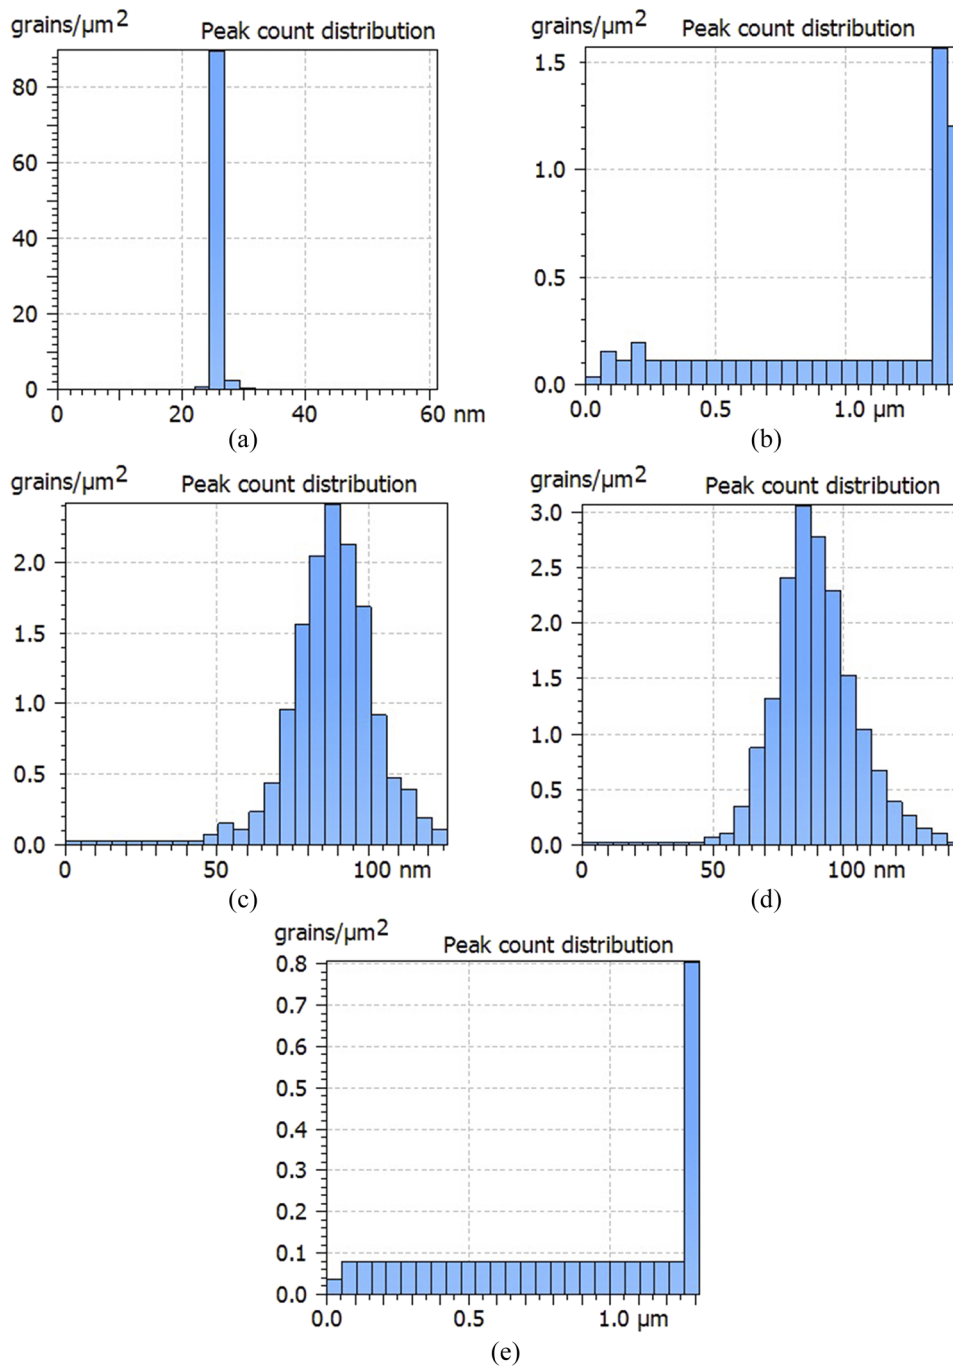 grains/µm2 Peak count distribution
80
60
40
20
0
0 20 40 60 nm
(a)
grains/µm2 Peak count distribution
1.5
1.0
0.5
0.0
0.0 0.5 1.0 µm
(b)
grains/µm2 Peak count distribution
2.0
1.5
1.0
0.5
0.0
0 50 100 nm
(c)
grains/µm2 Peak count distribution
3.0
2.5
2.0
1.5
1.0
0.5
0.0
0 50 100 nm
(d)
grains/µm2 Peak count distribution
0.8
0.7
0.6
0.5
0.4
0.3
0.2
0.1
0.0
0.0 0.5 1.0 µm
(e)